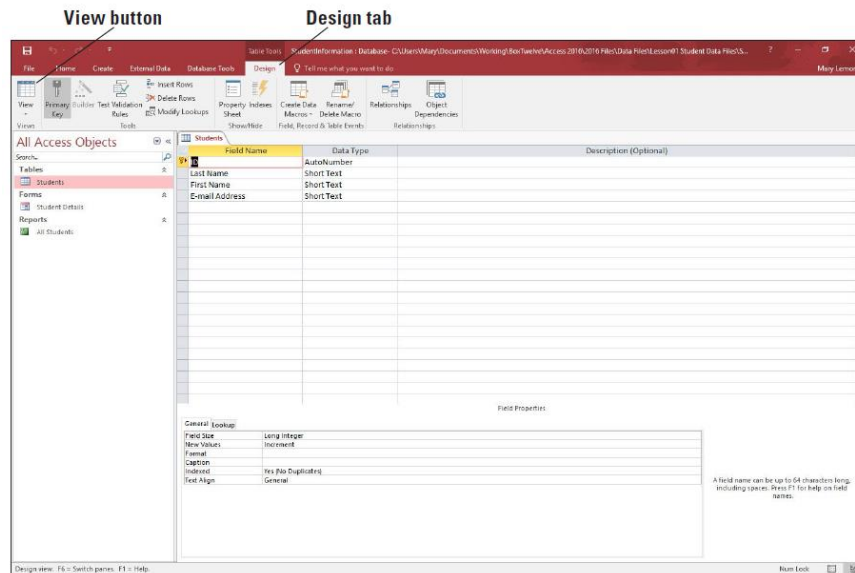 View button Design tab
Table Tools StudentInformation : Database- C:\Users\Mary\Documents\Working\BoxTwelve\Access 2016\2016 Files\Data Files\Lesson01 Student Data Files\S... ?
File Home Create External Data Database Tools Design Tell me what you want to do Mary Lemon
View Primary Key Builder Test Validation Rules Insert Rows Delete Rows Modify Lookups Property Sheet Indexes Create Data Macros Rename/ Delete Macro Relationships Object Dependencies
Views Tools Show/Hide Field, Record & Table Events Relationships
All Access Objects
Search...
Tables
Students
Forms
Student Details
Reports
All Students
Students
Field Name Data Type Description (Optional)
ID AutoNumber
Last Name Short Text
First Name Short Text
E-mail Address Short Text
Field Properties
General Lookup
Field Size Long Integer
New Values Increment
Format
Caption
Indexed Yes (No Duplicates)
Text Align General
A field name can be up to 64 characters long,
including spaces. Press F1 for help on field
names.
Design view. F6 = Switch panes. F1 = Help. Num Lock